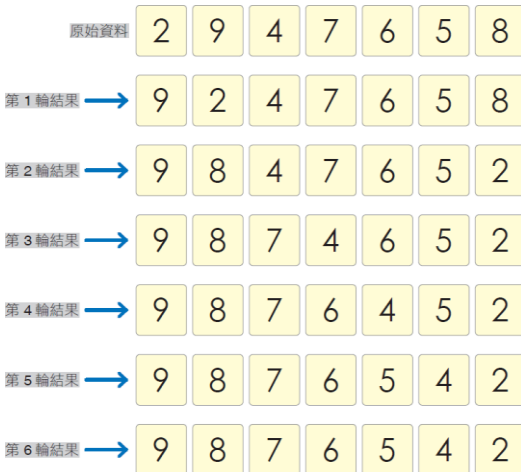 原始資料 2 9 4 7 6 5 8
第 1 輪結果 9 2 4 7 6 5 8
第 2 輪結果 9 8 4 7 6 5 2
第 3 輪結果 9 8 7 4 6 5 2
第 4 輪結果 9 8 7 6 4 5 2
第 5 輪結果 9 8 7 6 5 4 2
第 6 輪結果 9 8 7 6 5 4 2